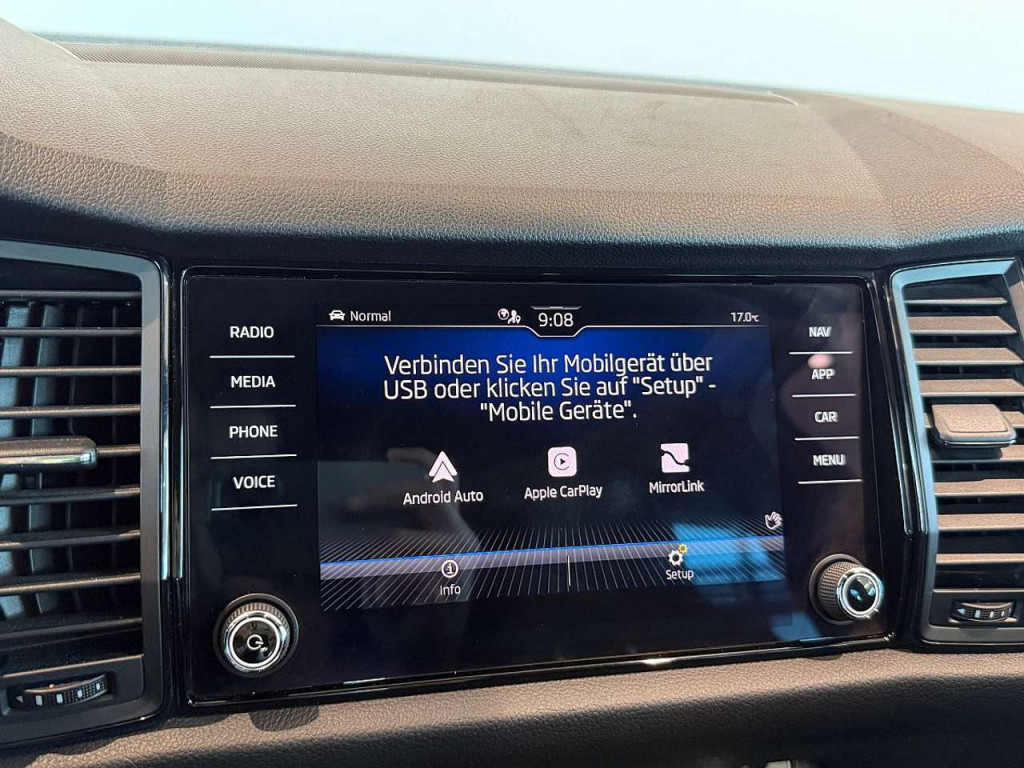 Normal
9:08
17.0°C
RADIO
MEDIA
PHONE
VOICE
Verbinden Sie Ihr Mobilgerät über
USB oder klicken Sie auf "Setup" -
"Mobile Geräte".
Android Auto
Apple CarPlay
MirrorLink
Info
Setup
NAV
APP
CAR
MENU